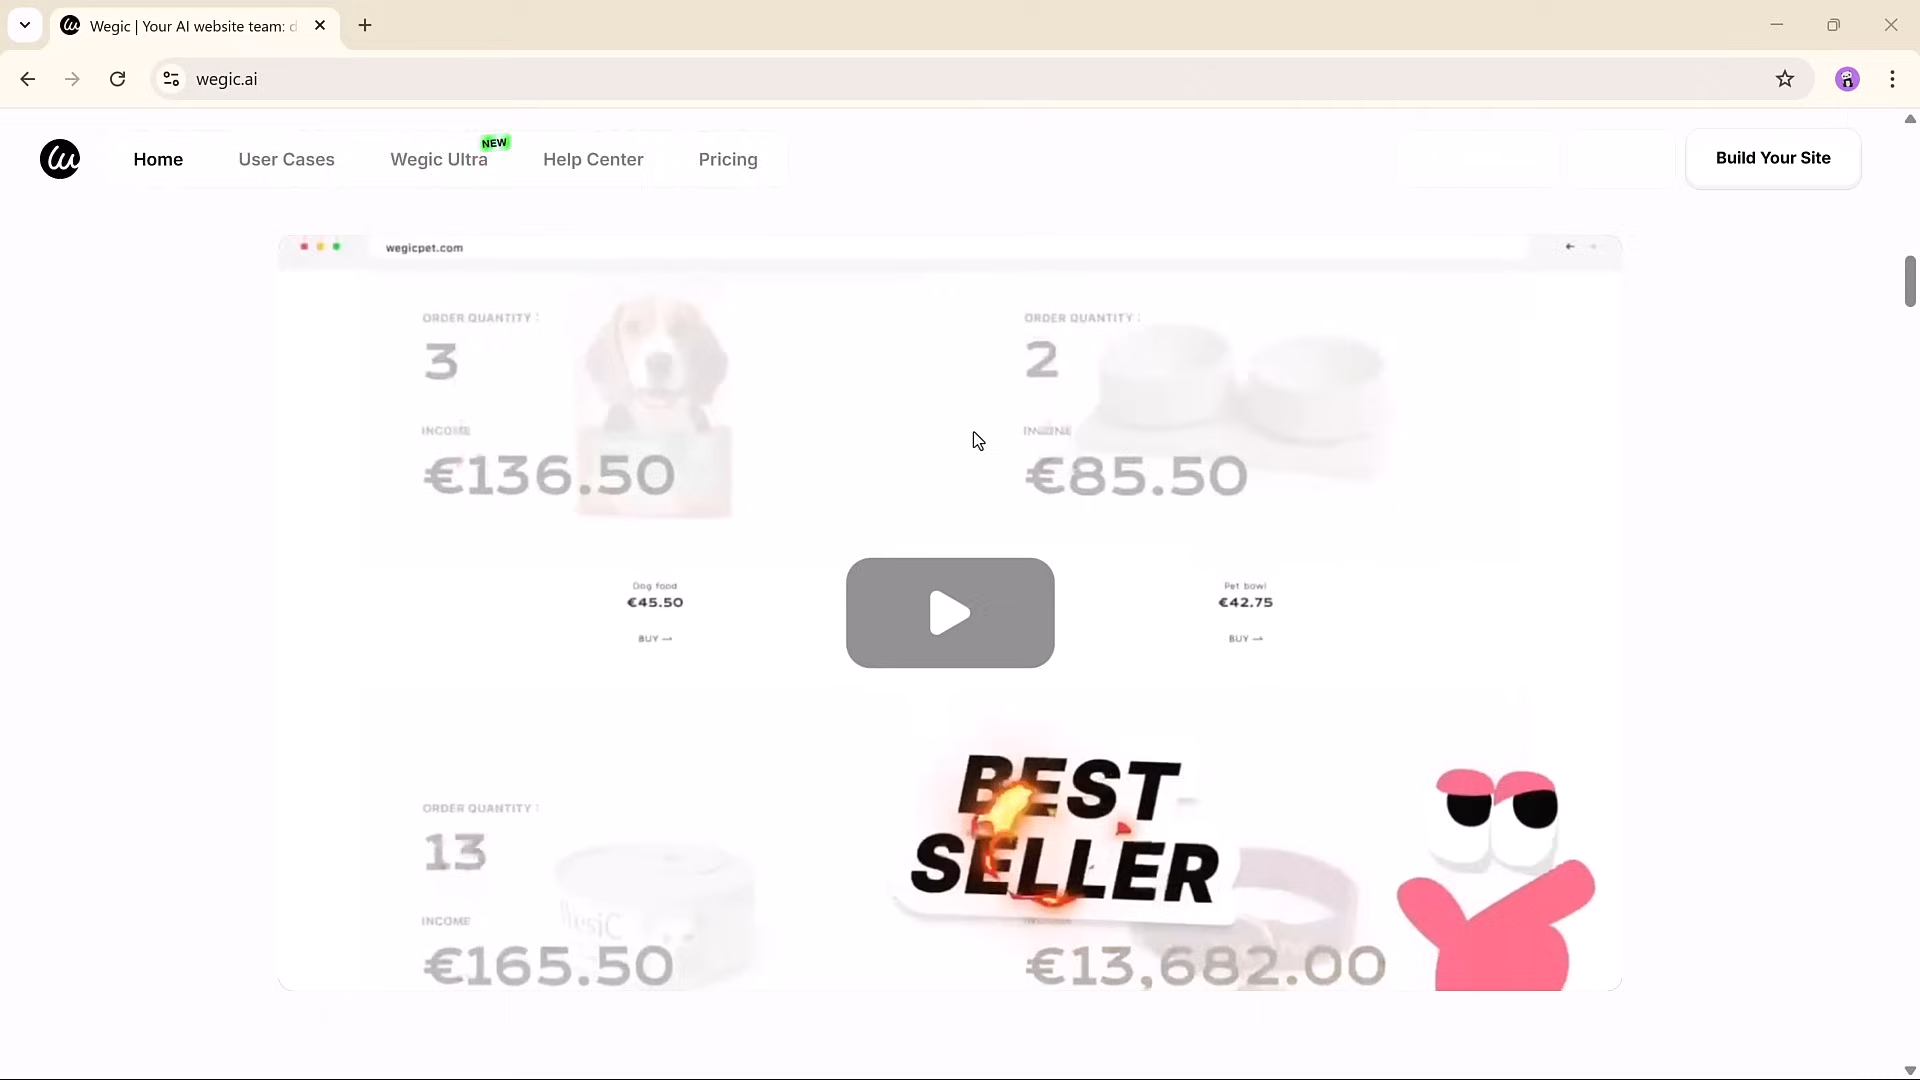 Wegic | Your AI website team: d
wegic.ai
Home
User Cases
Wegic Ultra
NEW
Help Center
Pricing
Build Your Site
wegicpet.com
ORDER QUANTITY :
3
INCOME
€136.50
ORDER QUANTITY :
2
€85.50
Dog food
€45.50
BUY →
Pet bowl
€42.75
BUY →
ORDER QUANTITY :
13
INCOME
€165.50
BEST
SELLER
€13,682.00